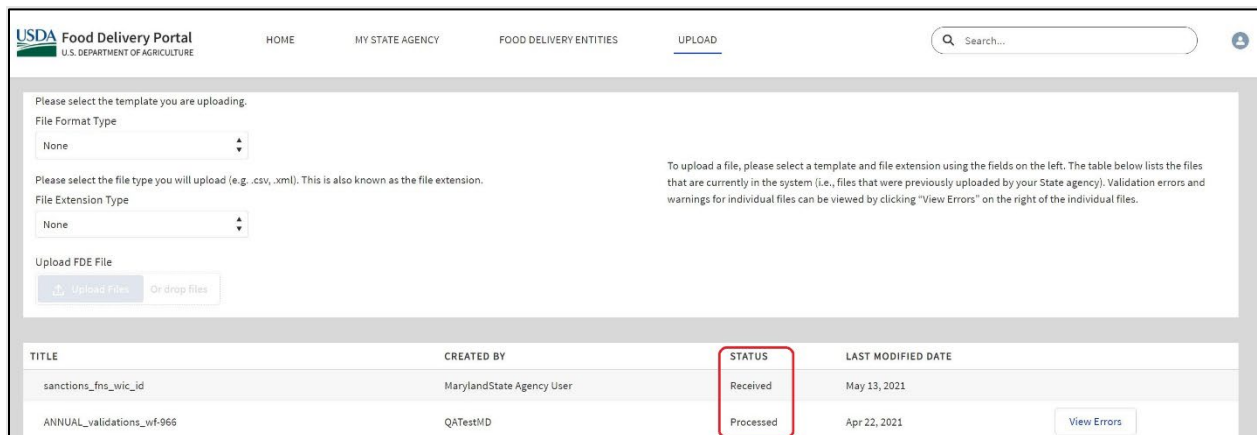 USDA Food Delivery Portal
U.S. DEPARTMENT OF AGRICULTURE
HOME
MY STATE AGENCY
FOOD DELIVERY ENTITIES
UPLOAD
Search...
Please select the template you are uploading.
File Format Type
None
Please select the file type you will upload (e.g. .csv, .xml). This is also known as the file extension.
File Extension Type
None
Upload FDE File
Upload Files Or drop files
To upload a file, please select a template and file extension using the fields on the left. The table below lists the files
that are currently in the system (i.e., files that were previously uploaded by your State agency). Validation errors and
warnings for individual files can be viewed by clicking “View Errors” on the right of the individual files.
TITLE CREATED BY STATUS LAST MODIFIED DATE
sanctions_fns_wic_id MarylandState Agency User Received May 13, 2021
ANNUAL_validations_wf-966 QATestMD Processed Apr 22, 2021 View Errors